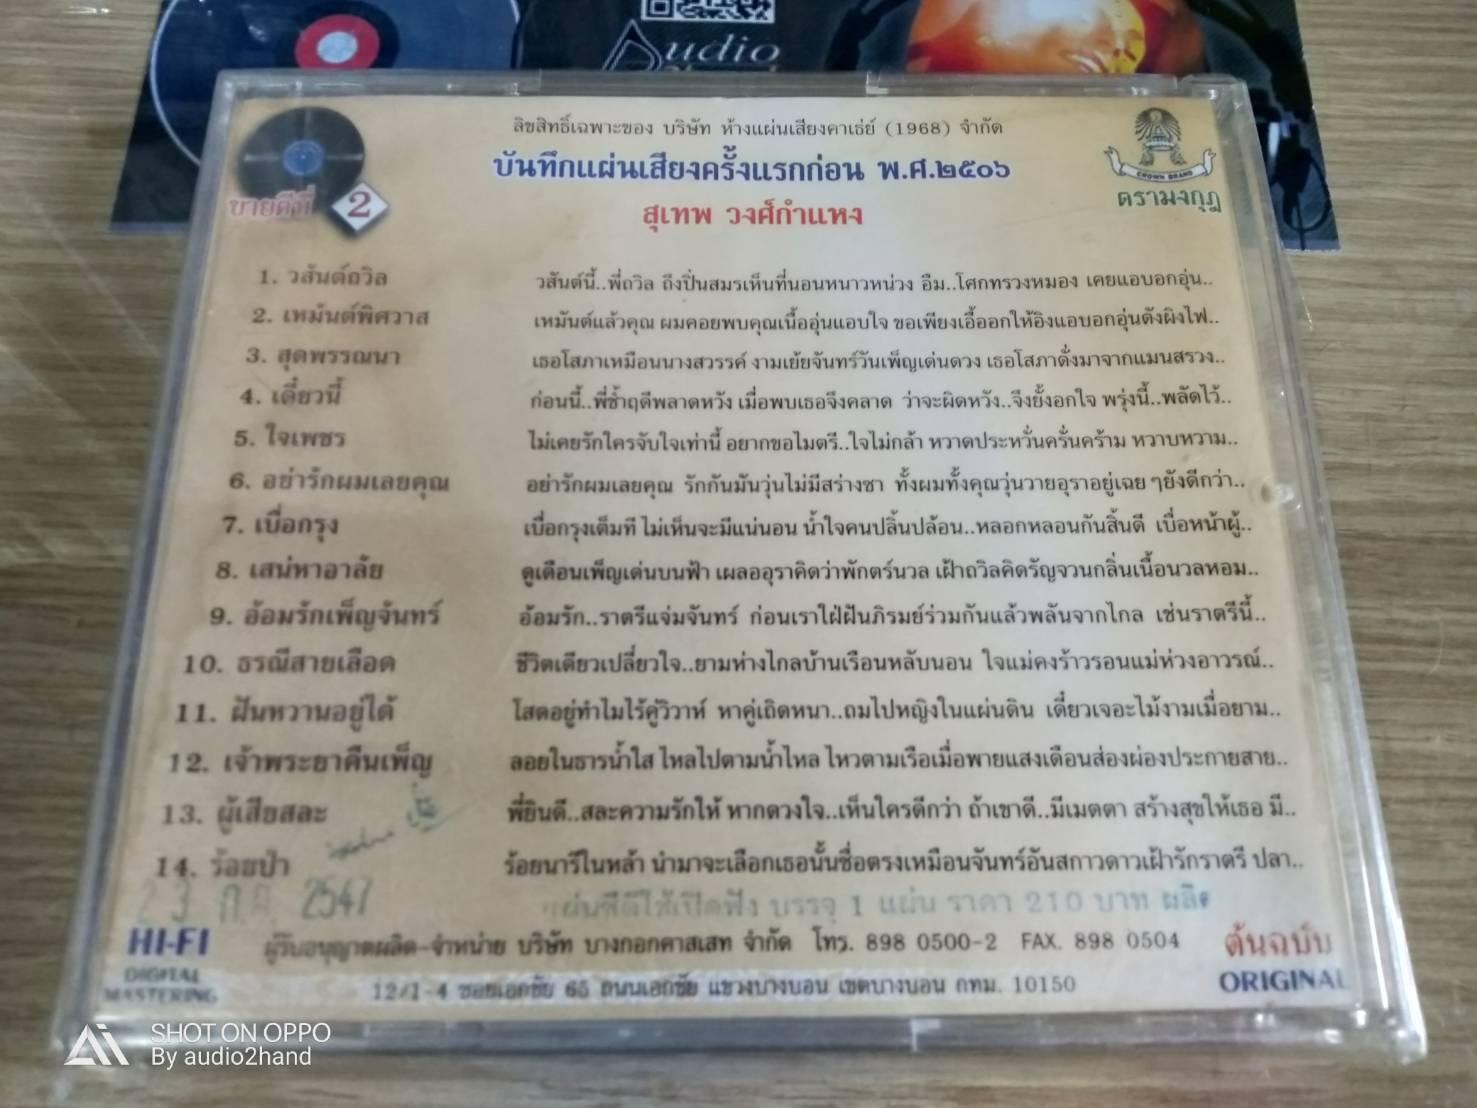 udio
ลิขสิทธิ์เฉพาะของ บริษัท ห้างแผ่นเสียงคาเธ่ย์ (1968) จำกัด
บันทึกแผ่นเสียงครั้งแรกก่อน พ.ศ.๒๕๐๖
สุเทพ วงศ์กำแหง
ขายดีที่ 2
CROWN BRAND
ตรามงกุฎ
1. วสันต์ถวิล วสันต์นี้..พี่ถวิล ถึงปิ่นสมรเห็นที่นอนหนาวหน่วง อืม..โศกทรวงหมอง เคยแอบอกอุ่น..
2. เหมันต์พิศวาส เหมันต์แล้วคุณ ผมคอยพบคุณเนื้ออุ่นแอบใจ ขอเพียงเอื้ออกให้อิงแอบอกอุ่นดังผิงไฟ..
3. สุดพรรณนา เธอโสภาเหมือนนางสวรรค์ งามเย้ยจันทร์วันเพ็ญเด่นดวง เธอโสภาดั่งมาจากแมนสรวง..
4. เดี๋ยวนี้ ก่อนนี้..พี่ช้ำฤดีพลาดหวัง เมื่อพบเธอจึงคลาด ว่าจะผิดหวัง..จึงยั้งอกใจ พรุ่งนี้..พลัดไว้..
5. ใจเพชร ไม่เคยรักใครจับใจเท่านี้ อยากขอไมตรี..ใจไม่กล้า หวาดประหวั่นครั่นคร้าม หวาบหวาม..
6. อย่ารักผมเลยคุณ อย่ารักผมเลยคุณ รักกันมันวุ่นไม่มีสร่างซา ทั้งผมทั้งคุณวุ่นวายอุราอยู่เฉย ๆยังดีกว่า..
7. เบื่อกรุง เบื่อกรุงเต็มที ไม่เห็นจะมีแน่นอน น้ำใจคนปลิ้นปล้อน..หลอกหลอนกันสิ้นดี เบื่อหน้าผู้..
8. เสน่หาอาลัย ดูเดือนเพ็ญเด่นบนฟ้า เผลออุราคิดว่าพักตร์นวล เฝ้าถวิลคิดรัญจวนกลิ่นเนื้อนวลหอม..
9. อ้อมรักเพ็ญจันทร์ อ้อมรัก..ราตรีแจ่มจันทร์ ก่อนเราใฝ่ฝันภิรมย์ร่วมกันแล้วพลันจากไกล เช่นราตรีนี้..
10. ธรณีสายเลือด ชีวิตเดียวเปลี่ยวใจ..ยามห่างไกลบ้านเรือนหลับนอน ใจแม่คงร้าวรอนแม่ห่วงอาวรณ์..
11. ฝันหวานอยู่ได้ โสดอยู่ทำไมไร้คู่วิวาห์ หาคู่เถิดหนา..ถมไปหญิงในแผ่นดิน เดี๋ยวเจอะไม้งามเมื่อยาม..
12. เจ้าพระยาคืนเพ็ญ ลอยในธารน้ำใส ไหลไปตามน้ำไหล ไหวตามเรือเมื่อพายแสงเดือนส่องผ่องประกายสาย..
13. ผู้เสียสละ พี่ยินดี..สละความรักให้ หากดวงใจ..เห็นใครดีกว่า ถ้าเขาดี..มีเมตตา สร้างสุขให้เธอ มี..
14. ร้อยป่า ร้อยนารีในหล้า นำมาจะเลือกเธอนั้นซื่อตรงเหมือนจันทร์อันสกาวดาวเฝ้ารักราตรี ปลา..
23 ก.ค. 2547 แผ่นซีดีใช้เปิดฟัง บรรจุ 1 แผ่น ราคา 210 บาท ผลิต
HI-FI
DIGITAL
MASTERING
ผู้รับอนุญาตผลิต-จำหน่าย บริษัท บางกอกคาสเสท จำกัด โทร. 898 0500-2 FAX. 898 0504
12/1-4 ซอยเอกชัย 65 ถนนเอกชัย แขวงบางบอน เขตบางบอน กทม. 10150
ต้นฉบับ
ORIGINAL
SHOT ON OPPO
By audio2hand